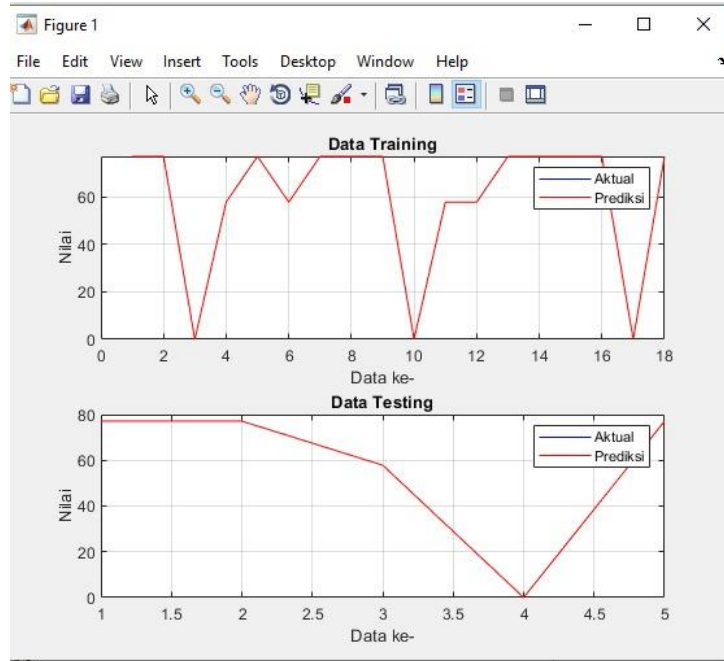 Figure 1
File Edit View Insert Tools Desktop Window Help
Data Training
Aktual
Prediksi
60
40
20
0
Nilai
0 2 4 6 8 10 12 14 16 18
Data ke-
Data Testing
Aktual
Prediksi
80
60
40
20
0
Nilai
1 1.5 2 2.5 3 3.5 4 4.5 5
Data ke-